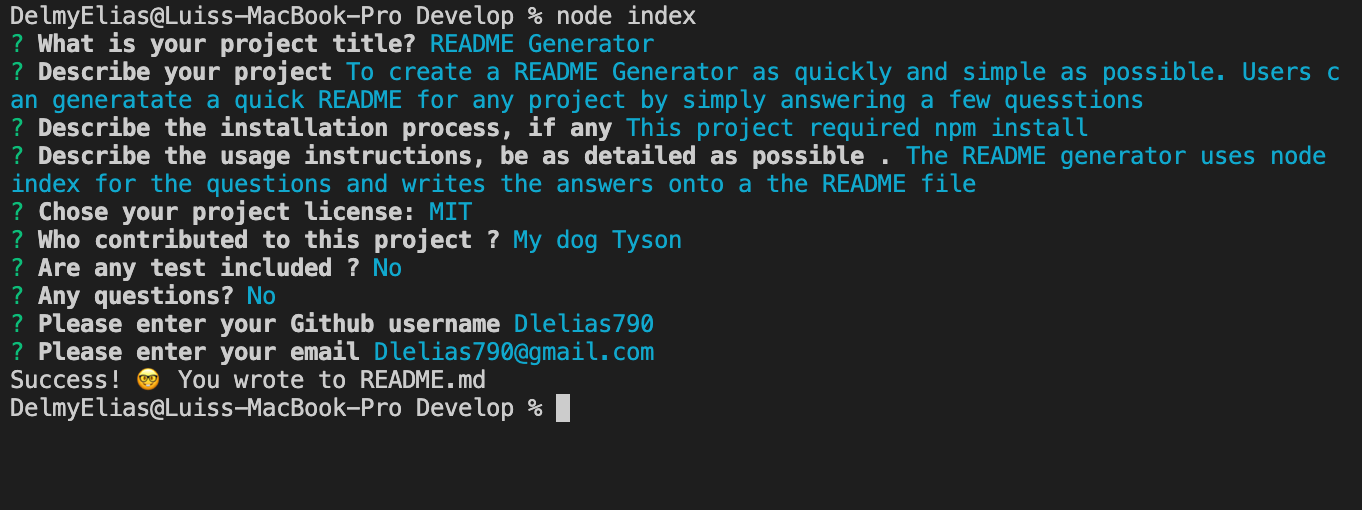 DelmyElias@Luiss-MacBook-Pro Develop % node index
? What is your project title? README Generator
? Describe your project To create a README Generator as quickly and simple as possible. Users c
an generatate a quick README for any project by simply answering a few quesstions
? Describe the installation process, if any This project required npm install
? Describe the usage instructions, be as detailed as possible . The README generator uses node
index for the questions and writes the answers onto a the README file
? Chose your project license: MIT
? Who contributed to this project ? My dog Tyson
? Are any test included ? No
? Any questions? No
? Please enter your Github username Dlelias790
? Please enter your email Dlelias790@gmail.com
Success! 🤓 You wrote to README.md
DelmyElias@Luiss-MacBook-Pro Develop %